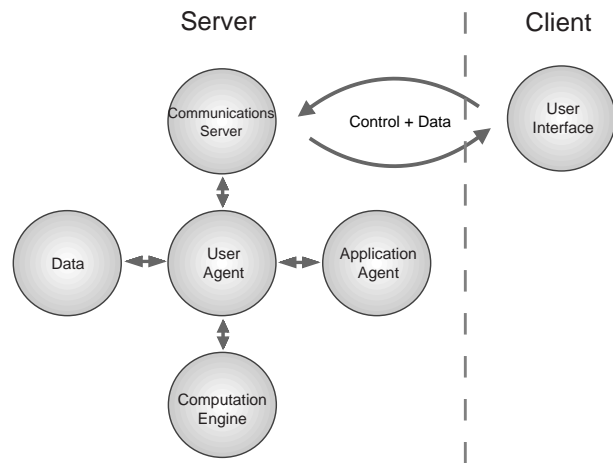 Server
Client
Communications
Server
Control + Data
User
Interface
Data
User
Agent
Application
Agent
Computation
Engine